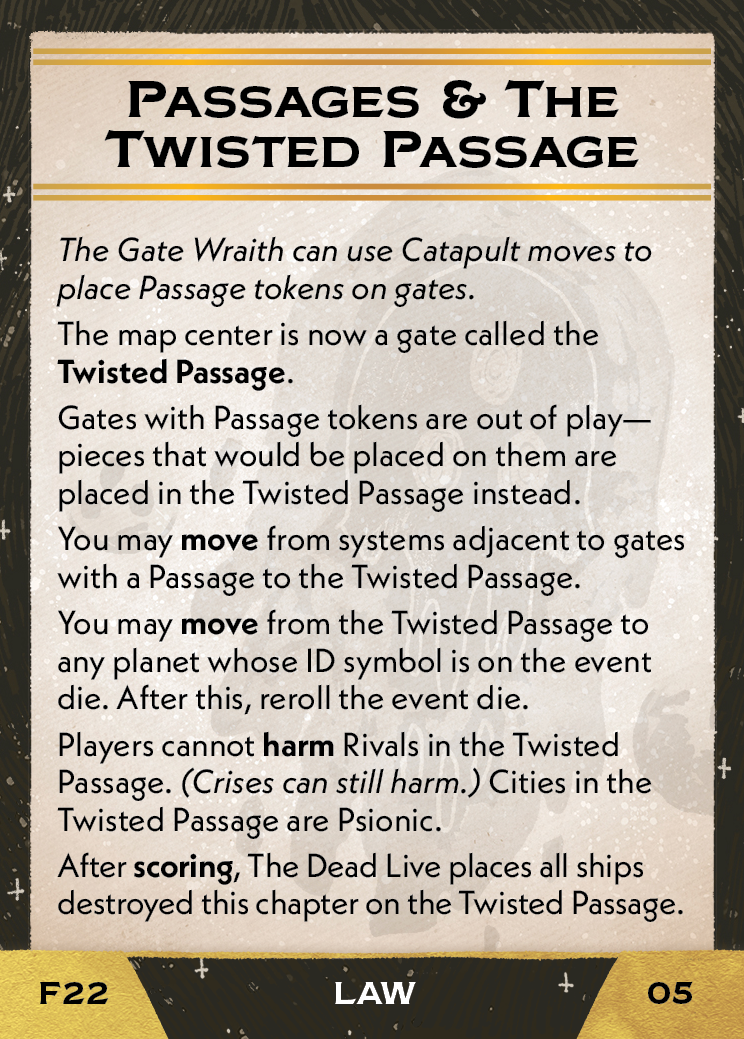 Passages & The
Twisted Passage
The Gate Wraith can use Catapult moves to
place Passage tokens on gates.
The map center is now a gate called the
Twisted Passage.
Gates with Passage tokens are out of play—
pieces that would be placed on them are
placed in the Twisted Passage instead.
You may move from systems adjacent to gates
with a Passage to the Twisted Passage.
You may move from the Twisted Passage to
any planet whose ID symbol is on the event
die. After this, reroll the event die.
Players cannot harm Rivals in the Twisted
Passage. (Crises can still harm.) Cities in the
Twisted Passage are Psionic.
After scoring, The Dead Live places all ships
destroyed this chapter on the Twisted Passage.
F22 LAW 05